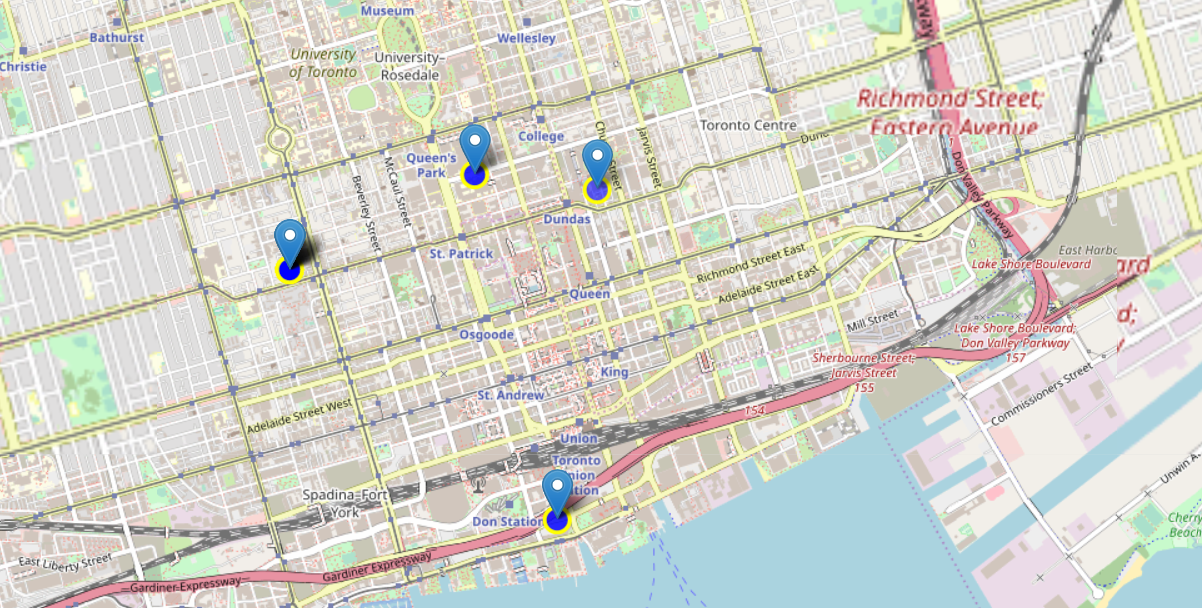 Museum
Bathurst
Wellesley
Christie
University
of Toronto
University–
Rosedale
Richmond Street;
Eastern Avenue
College
Toronto Centre
Jarvis Street
Queen's
Park
McCaul Street
Beverley Street
Don Valley Parkway
Dundas
St. Patrick
East Harbo
Lake Shore Boulevard
Richmond Street East
Adelaide Street East
Queen
Mill Street
Osgoode
Lake Shore Boulevard;
Don Valley Parkway
157
Sherbourne Street;
Jarvis Street
155
King
St. Andrew
Commissioners Street
Adelaide Street West
154
Union
Toronto
Spadina–Fort
York
Don Station
Unwin A
Cherry
Beach
East Liberty Street
Gardiner Expressway
Gardiner Expressway